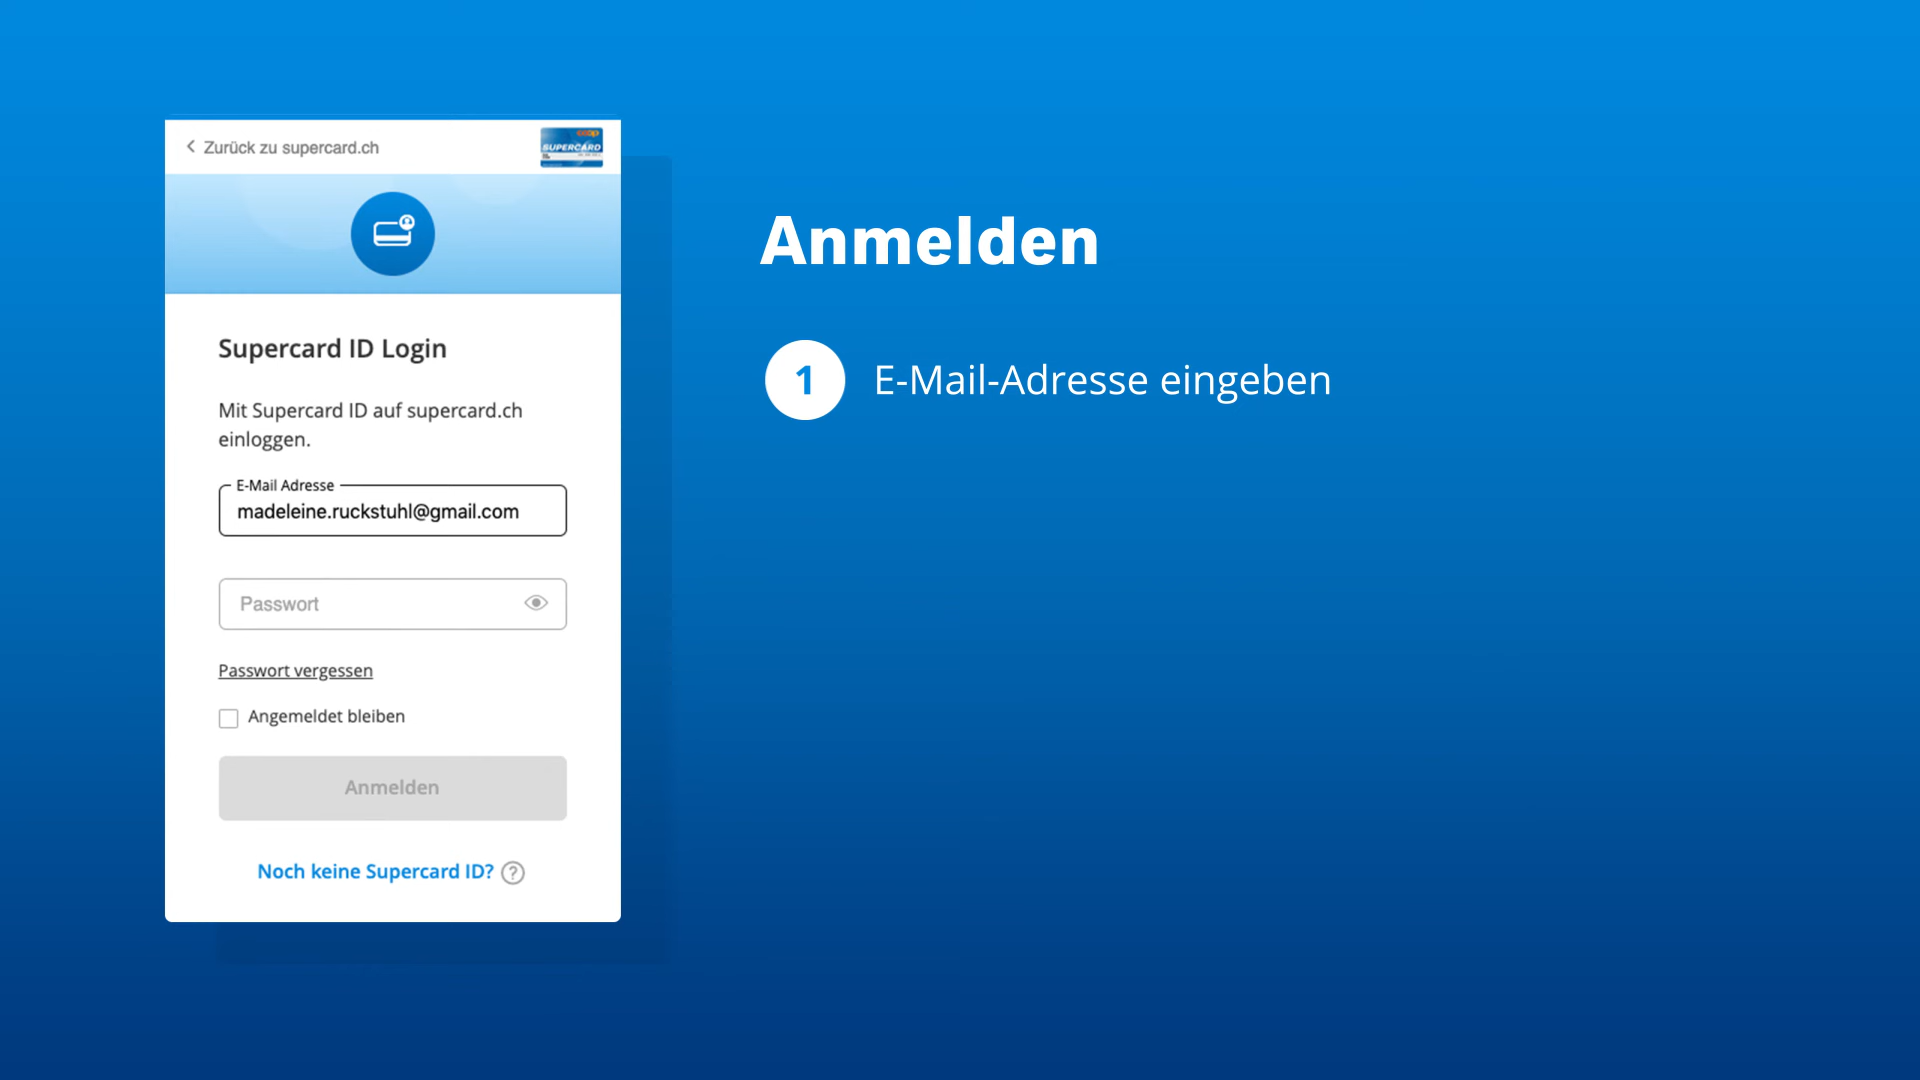 Zurück zu supercard.ch
coop
SUPERCARD
Supercard ID Login
Mit Supercard ID auf supercard.ch
einloggen.
E-Mail Adresse
madeleine.ruckstuhl@gmail.com
Passwort
Passwort vergessen
Angemeldet bleiben
Anmelden
Noch keine Supercard ID? ?
Anmelden
1 E-Mail-Adresse eingeben